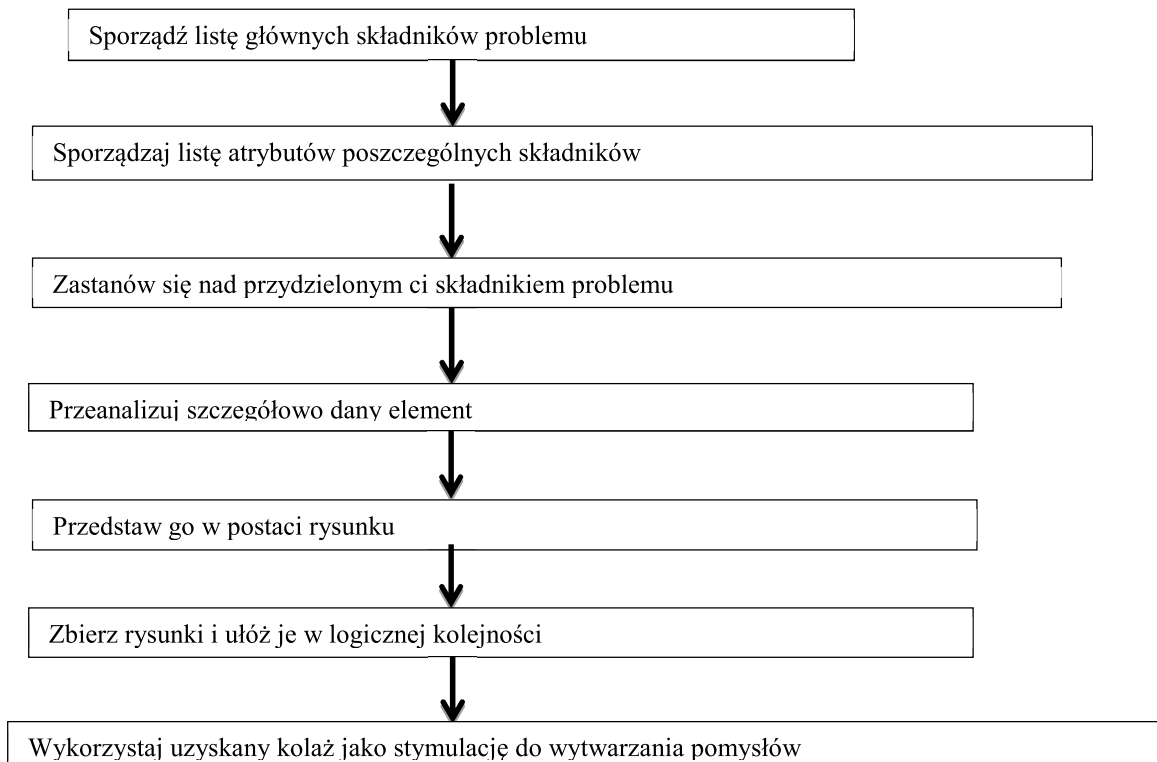 Sporządź listę głównych składników problemu
Sporządzaj listę atrybutów poszczególnych składników
Zastanów się nad przydzielonym ci składnikiem problemu
Przeanalizuj szczegółowo dany element
Przedstaw go w postaci rysunku
Zbierz rysunki i ułóż je w logicznej kolejności
Wykorzystaj uzyskany kolaż jako stymulację do wytwarzania pomysłów